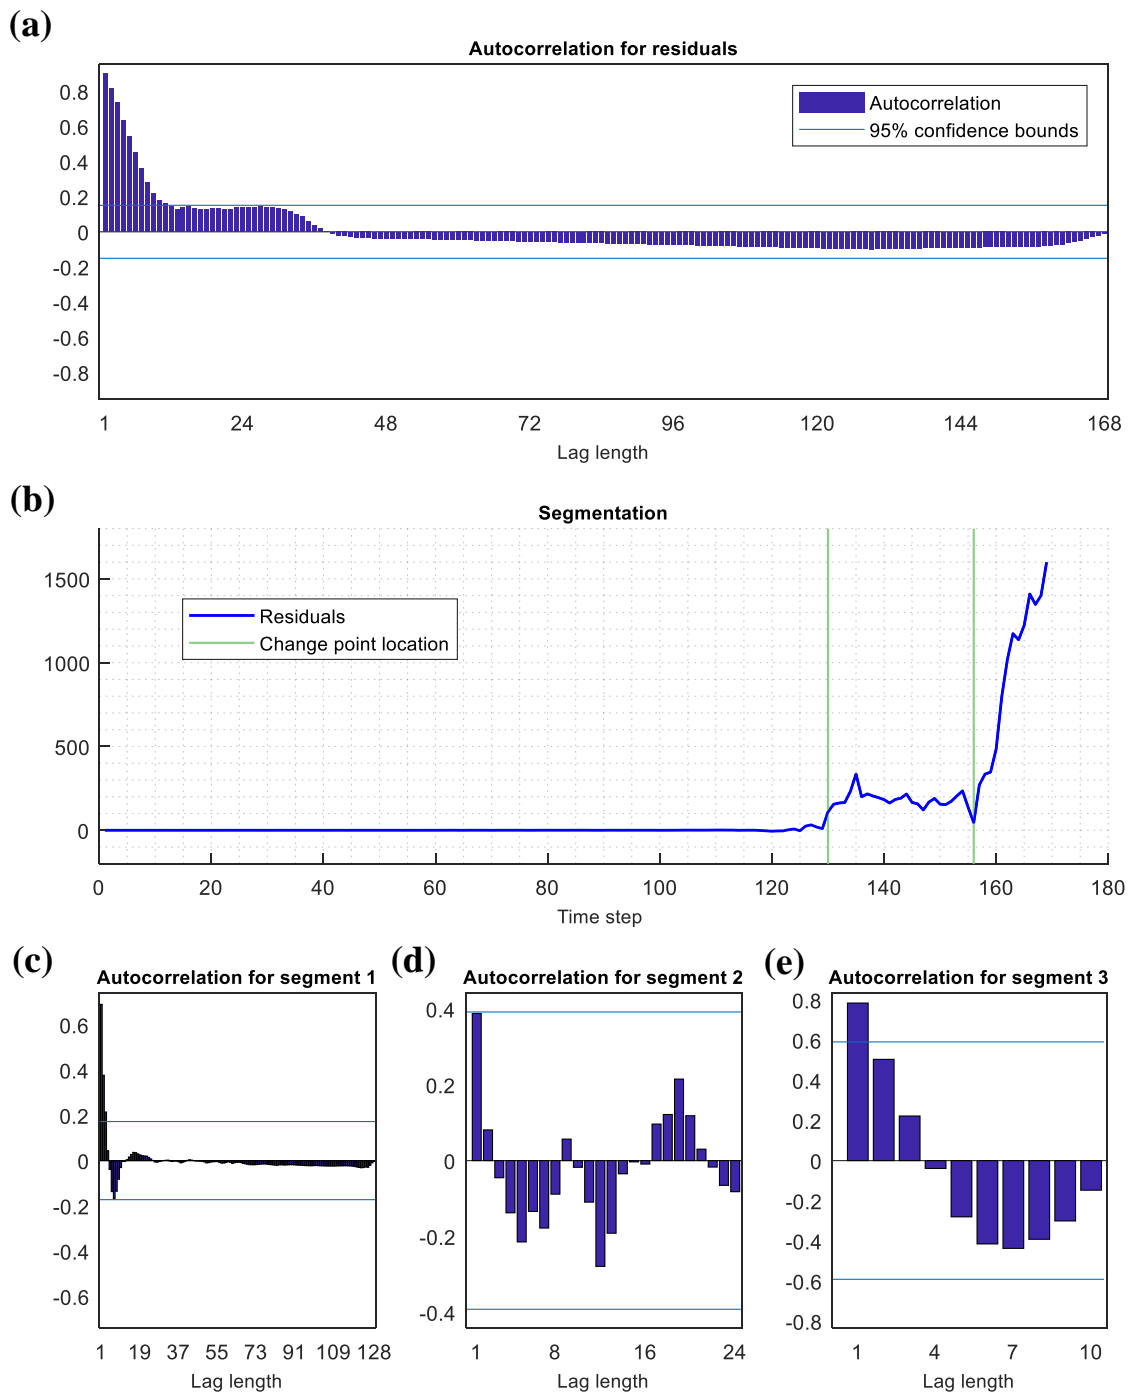 (a)
Autocorrelation for residuals
0.8
0.6
0.4
0.2
0
-0.2
-0.4
-0.6
-0.8
Autocorrelation
95% confidence bounds
1 24 48 72 96 120 144 168
Lag length
(b)
Segmentation
1500
1000
500
0
Residuals
Change point location
0 20 40 60 80 100 120 140 160 180
Time step
(c)
Autocorrelation for segment 1
0.6
0.4
0.2
0
-0.2
-0.4
-0.6
1 19 37 55 73 91 109 128
Lag length
(d)
Autocorrelation for segment 2
0.4
0.2
0
-0.2
-0.4
1 8 16 24
Lag length
(e)
Autocorrelation for segment 3
0.8
0.6
0.4
0.2
0
-0.2
-0.4
-0.6
-0.8
1 4 7 10
Lag length